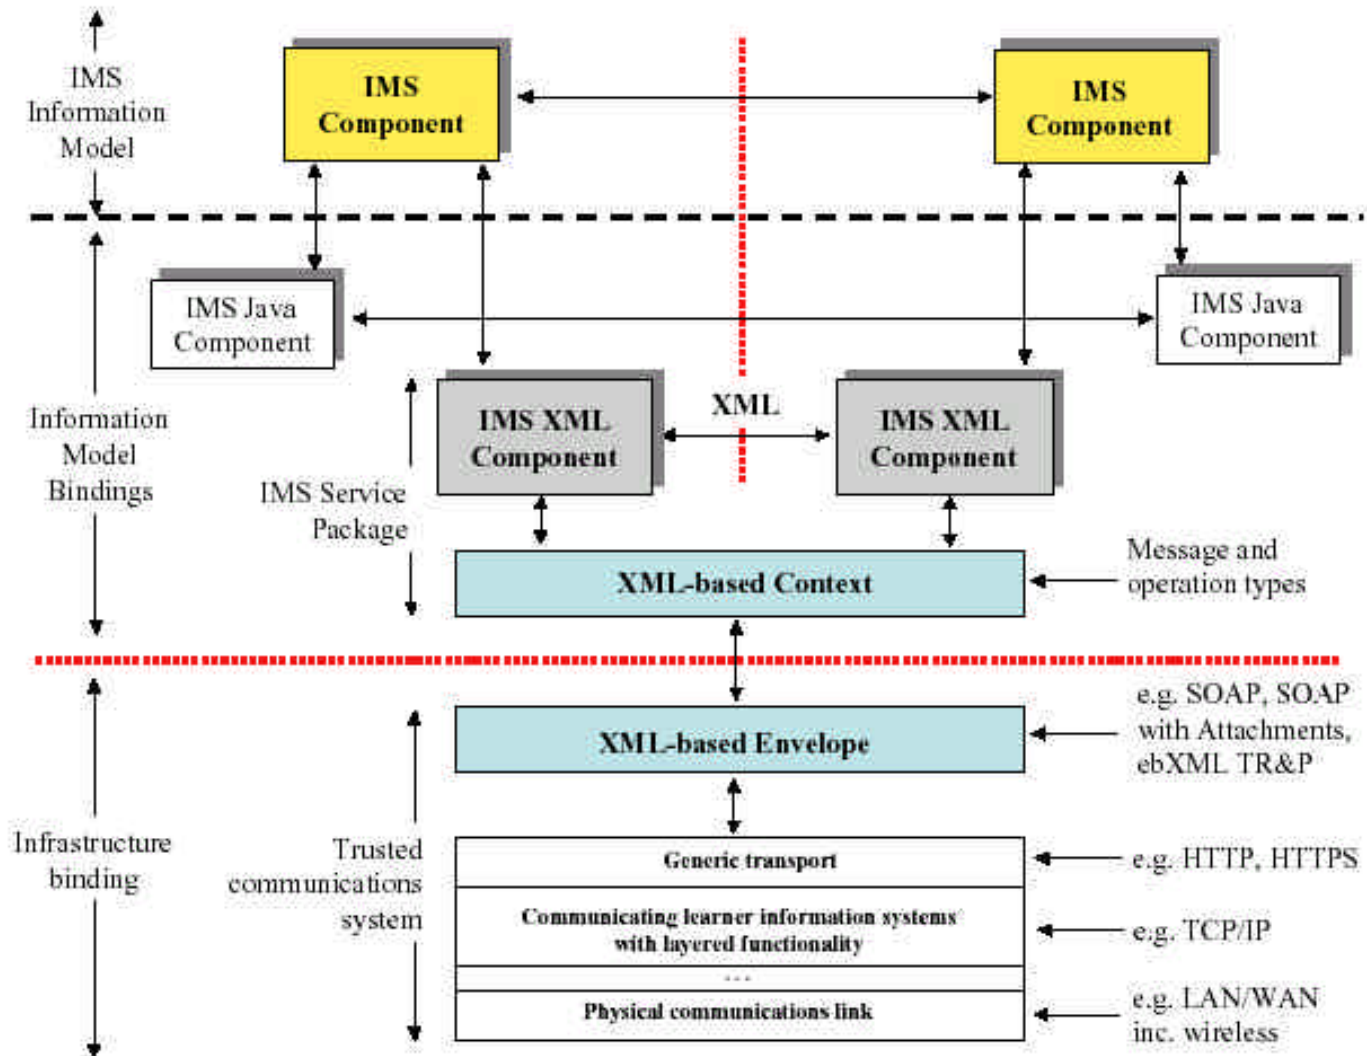 IMS
Information
Model
IMS
Component
IMS
Component
IMS Java
Component
IMS Java
Component
Information
Model
Bindings
IMS Service
Package
IMS XML
Component
XML
IMS XML
Component
XML-based Context
Message and
operation types
Infrastructure
binding
Trusted
communications
system
XML-based Envelope
e.g. SOAP, SOAP
with Attachments,
ebXML TR&P
Generic transport
e.g. HTTP, HTTPS
Communicating learner information systems
with layered functionality
e.g. TCP/IP
...
Physical communications link
e.g. LAN/WAN
inc. wireless